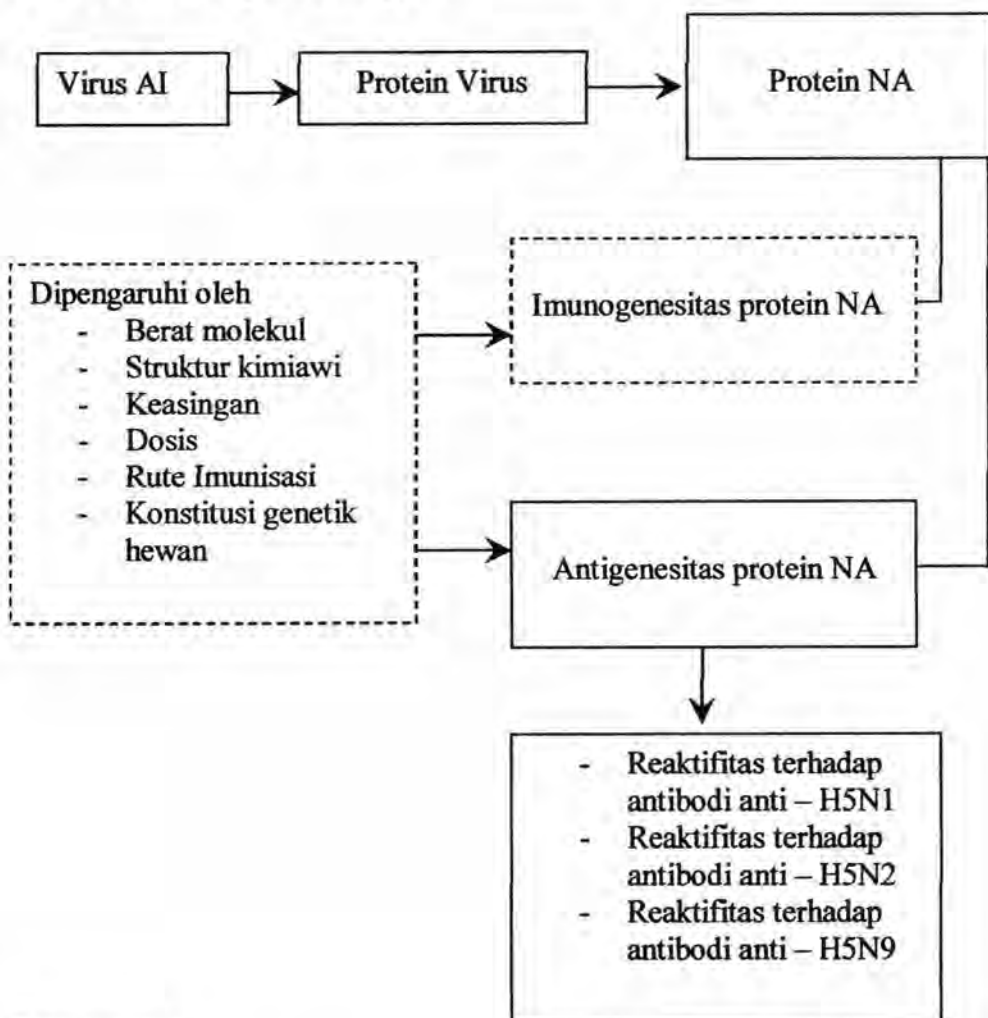 Virus AI
Protein Virus
Protein NA
Dipengaruhi oleh
- Berat molekul
- Struktur kimiawi
- Keasingan
- Dosis
- Rute Imunisasi
- Konstitusi genetik
hewan
Imunogenesitas protein NA
Antigenesitas protein NA
- Reaktifitas terhadap
antibodi anti – H5N1
- Reaktifitas terhadap
antibodi anti – H5N2
- Reaktifitas terhadap
antibodi anti – H5N9